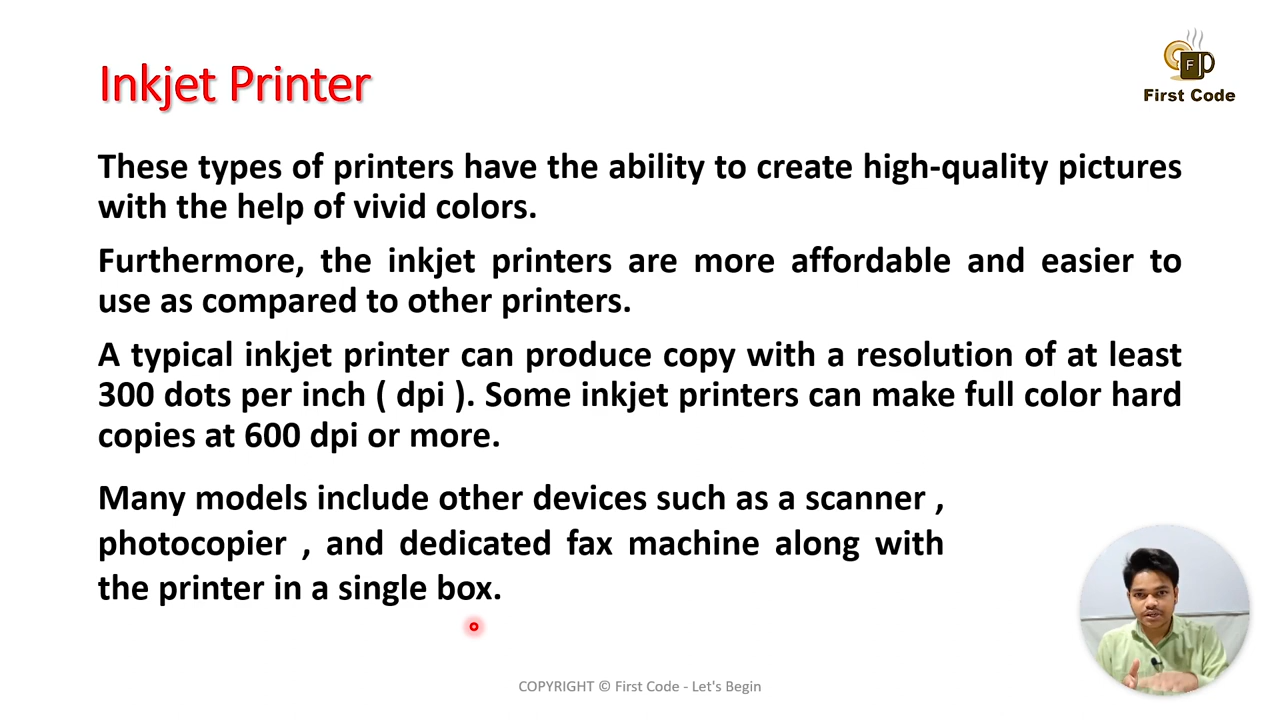 Inkjet Printer
F
First Code
These types of printers have the ability to create high-quality pictures
with the help of vivid colors.
Furthermore, the inkjet printers are more affordable and easier to
use as compared to other printers.
A typical inkjet printer can produce copy with a resolution of at least
300 dots per inch ( dpi ). Some inkjet printers can make full color hard
copies at 600 dpi or more.
Many models include other devices such as a scanner ,
photocopier , and dedicated fax machine along with
the printer in a single box.
COPYRIGHT © First Code - Let's Begin